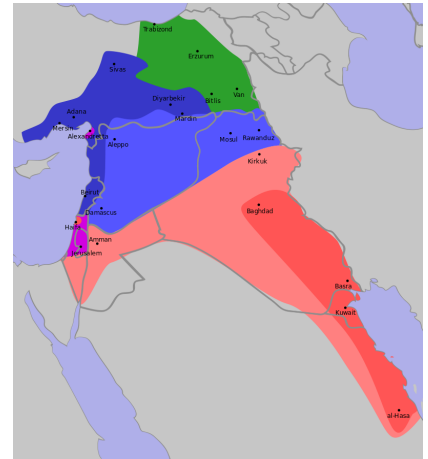 Trabizond
Erzurum
Sivas
Dryarbekir
Bitlis
Van
Adana
Mersin
Mardin
Alexandretta
Aleppo
Mosul
Rawanduz
Kirkuk
Beirut
Damascus
Baghdad
Haifa
Amman
Jerusalem
Basra
Kuwait
al-Hasa